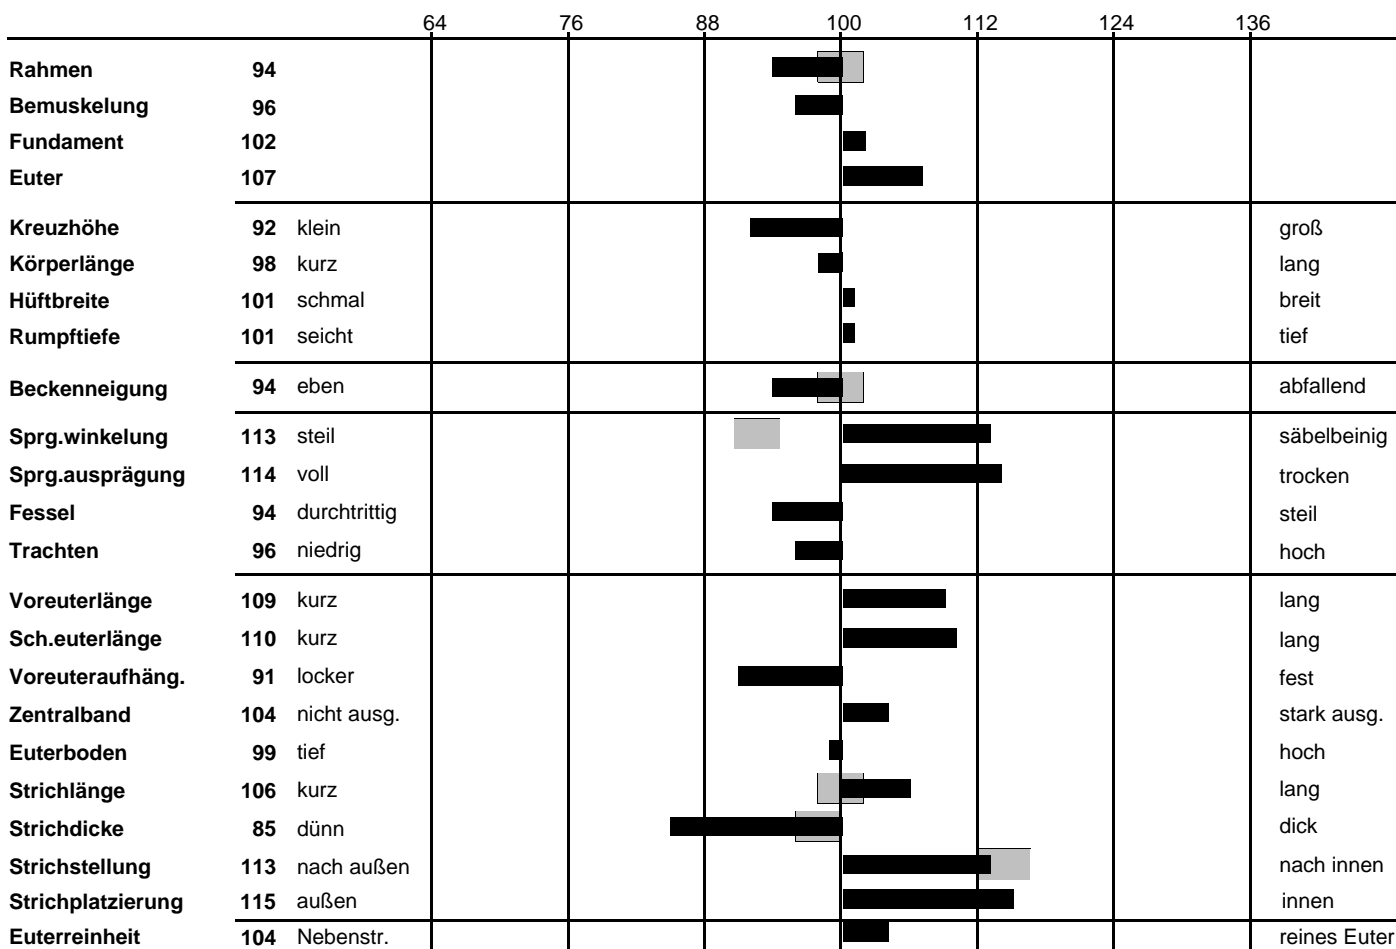 64 76 88 100 112 124 136
Rahmen 94
Bemuskelung 96
Fundament 102
Euter 107
Kreuzhöhe 92 klein groß
Körperlänge 98 kurz lang
Hüftbreite 101 schmal breit
Rumpftiefe 101 seicht tief
Beckenneigung 94 eben abfallend
Sprg.winkelung 113 steil säbelbeinig
Sprg.ausprägung 114 voll trocken
Fessel 94 durchtrittig steil
Trachten 96 niedrig hoch
Voreuterlänge 109 kurz lang
Sch.euterlänge 110 kurz lang
Voreuteraufhäng. 91 locker fest
Zentralband 104 nicht ausg. stark ausg.
Euterboden 99 tief hoch
Strichlänge 106 kurz lang
Strichdicke 85 dünn dick
Strichstellung 113 nach außen nach innen
Strichplatzierung 115 außen innen
Euterreinheit 104 Nebenstr. reines Euter